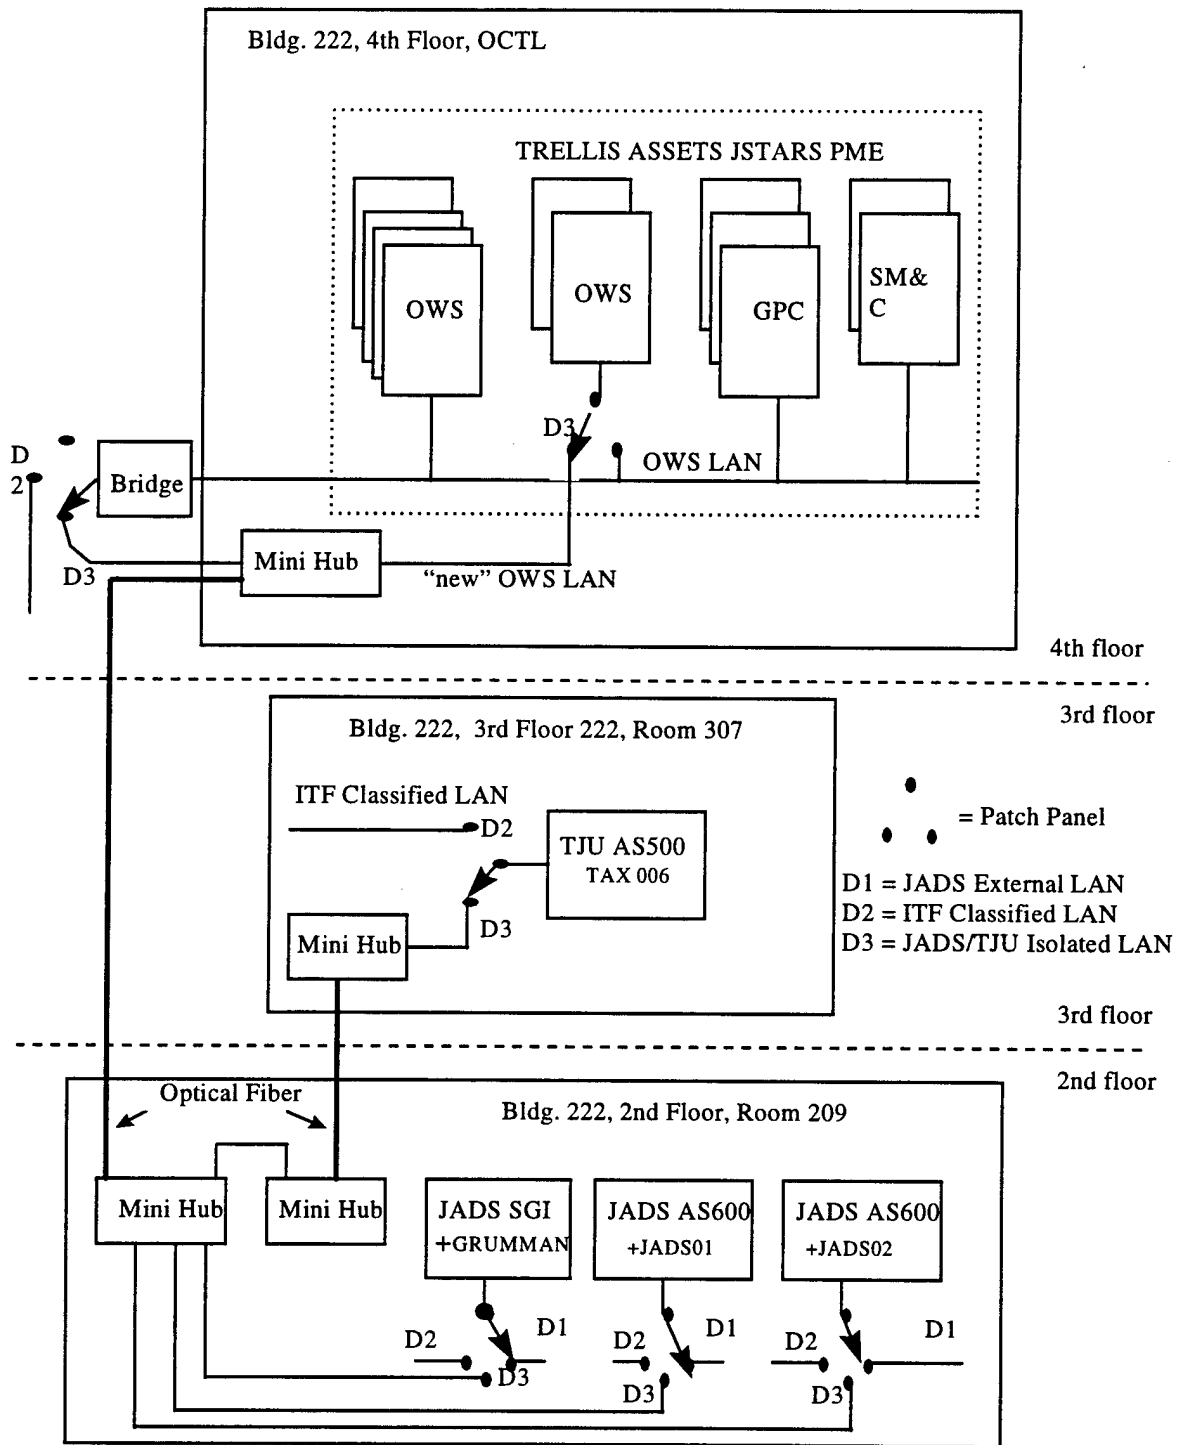 Bldg. 222, 4th Floor, OCTL
TRELLIS ASSETS JSTARS PME
OWS
OWS
GPC
SM&
C
D3
OWS LAN
D
2
Bridge
D3
Mini Hub
“new” OWS LAN
4th floor
3rd floor
Bldg. 222, 3rd Floor 222, Room 307
ITF Classified LAN
D2
TJU AS500
TAX 006
D3
Mini Hub
= Patch Panel
D1 = JADS External LAN
D2 = ITF Classified LAN
D3 = JADS/TJU Isolated LAN
3rd floor
2nd floor
Optical Fiber
Bldg. 222, 2nd Floor, Room 209
Mini Hub
Mini Hub
JADS SGI
+GRUMMAN
JADS AS600
+JADS01
JADS AS600
+JADS02
D2
D1
D3
D2
D1
D3
D2
D1
D3